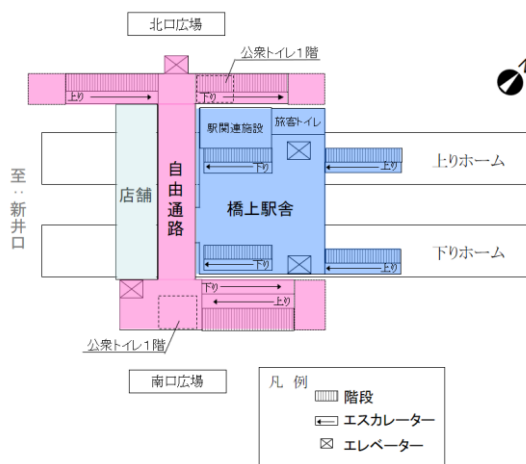 北口広場
公衆トイレ1階
上り
下り
駅関連施設
旅客トイレ
下り
上り
上りホーム
至：新井口
店舗
自由通路
橋上駅舎
下りホーム
下り
上り
下り
上り
公衆トイレ1階
南口広場
凡 例
階段
エスカレーター
エレベーター